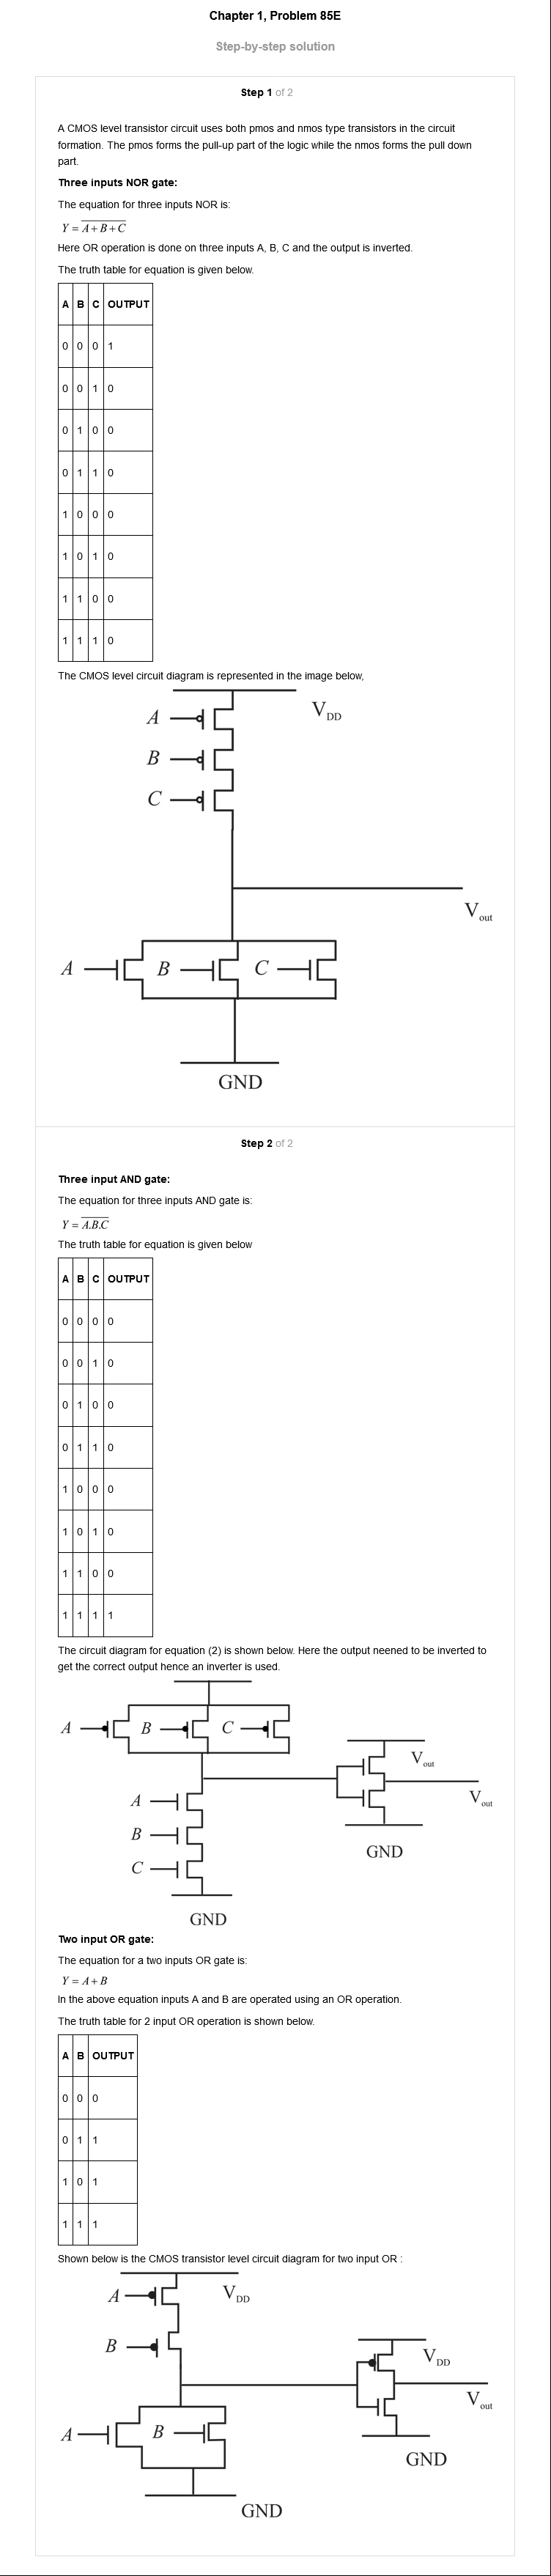 Chapter 1, Problem 85E
Step-by-step solution
Step 1 of 2
A CMOS level transistor circuit uses both pmos and nmos type transistors in the circuit
formation. The pmos forms the pull-up part of the logic while the nmos forms the pull down
part.
Three inputs NOR gate:
The equation for three inputs NOR is:
Y = \overline{A+B+C}
Here OR operation is done on three inputs A, B, C and the output is inverted.
The truth table for equation is given below.
A B C OUTPUT
0 0 0 1
0 0 1 0
0 1 0 0
0 1 1 0
1 0 0 0
1 0 1 0
1 1 0 0
1 1 1 0
The CMOS level circuit diagram is represented in the image below,
V_DD
A
B
C
V_out
A B C
GND
Step 2 of 2
Three input AND gate:
The equation for three inputs AND gate is:
Y = \overline{A.B.C}
The truth table for equation is given below
A B C OUTPUT
0 0 0 0
0 0 1 0
0 1 0 0
0 1 1 0
1 0 0 0
1 0 1 0
1 1 0 0
1 1 1 1
The circuit diagram for equation (2) is shown below. Here the output neened to be inverted to
get the correct output hence an inverter is used.
A B C
V_out
A
V_out
B
GND
C
GND
Two input OR gate:
The equation for a two inputs OR gate is:
Y = A+B
In the above equation inputs A and B are operated using an OR operation.
The truth table for 2 input OR operation is shown below.
A B OUTPUT
0 0 0
0 1 1
1 0 1
1 1 1
Shown below is the CMOS transistor level circuit diagram for two input OR :
A V_DD
B
V_DD
V_out
A B
GND
GND